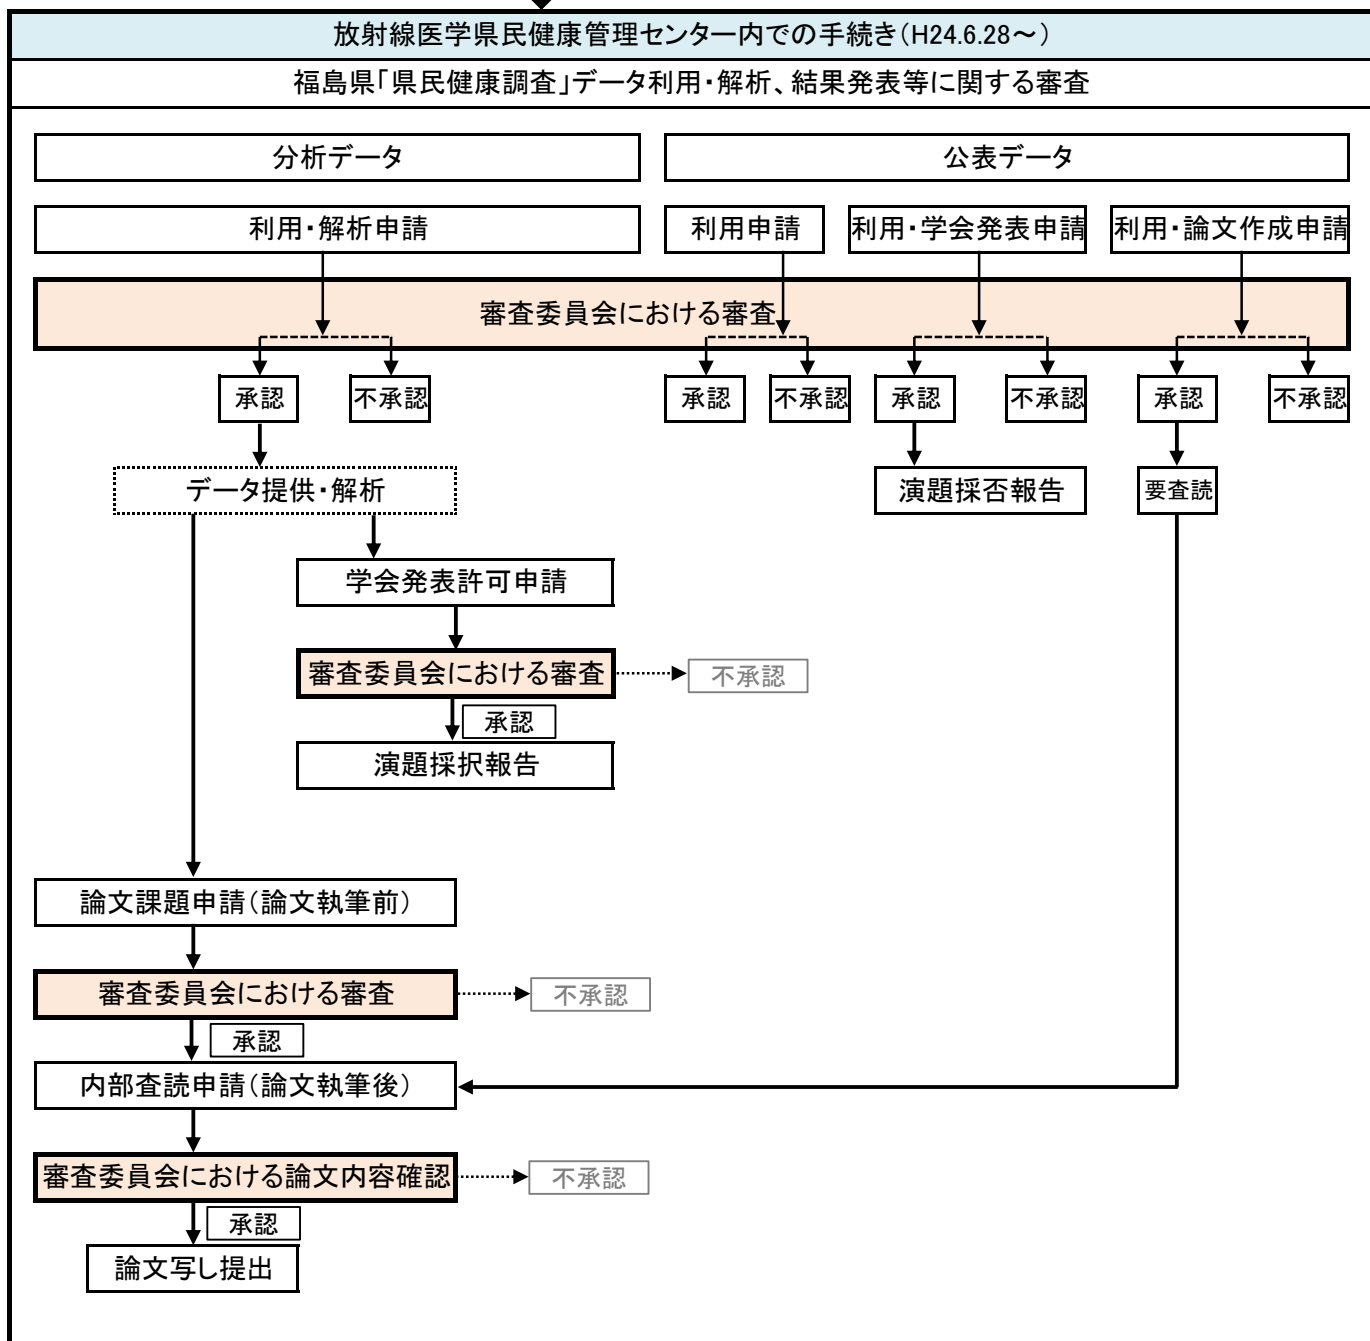 放射線医学県民健康管理センター内での手続き(H24.6.28～)
福島県「県民健康調査」データ利用・解析、結果発表等に関する審査
分析データ
公表データ
利用・解析申請
利用申請
利用・学会発表申請
利用・論文作成申請
審査委員会における審査
承認
不承認
承認
不承認
承認
不承認
承認
不承認
データ提供・解析
演題採否報告
要査読
学会発表許可申請
審査委員会における審査
不承認
承認
演題採択報告
論文課題申請(論文執筆前)
審査委員会における審査
不承認
承認
内部査読申請(論文執筆後)
審査委員会における論文内容確認
不承認
承認
論文写し提出